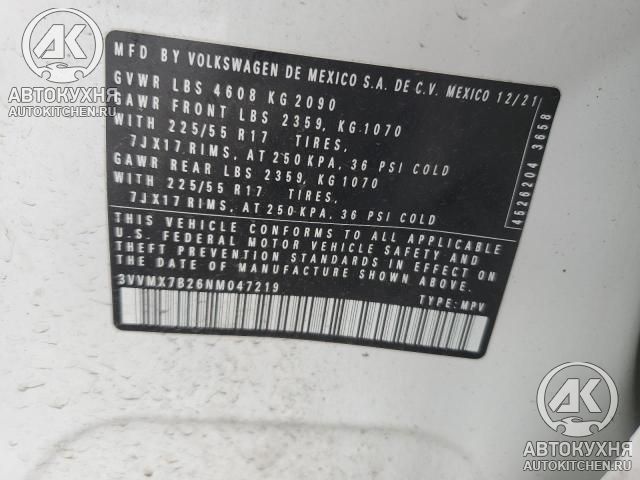 MFD BY VOLKSWAGEN DE MEXICO S.A. DE C.V. MEXICO 12/21
GVWR LBS 4608 KG 2090
GAWR FRONT LBS 2359, KG 1070
WITH 225/55 R17 TIRES,
7JX17 RIMS, AT 250 KPA, 36 PSI COLD
GAWR REAR LBS 2359, KG 1070
WITH 225/55 R17 TIRES,
7JX17 RIMS, AT 250 KPA, 36 PSI COLD
THIS VEHICLE CONFORMS TO ALL APPLICABLE
U.S. FEDERAL MOTOR VEHICLE SAFETY AND
THEFT PREVENTION STANDARDS IN EFFECT ON
THE DATE OF MANUFACTURE SHOWN ABOVE.
3VVMX7B26NM047219
TYPE: MPV
4526204 3658
АК
АВТОКУХНЯ
AUTOKITCHEN.RU
АК
АВТОКУХНЯ
AUTOKITCHEN.RU